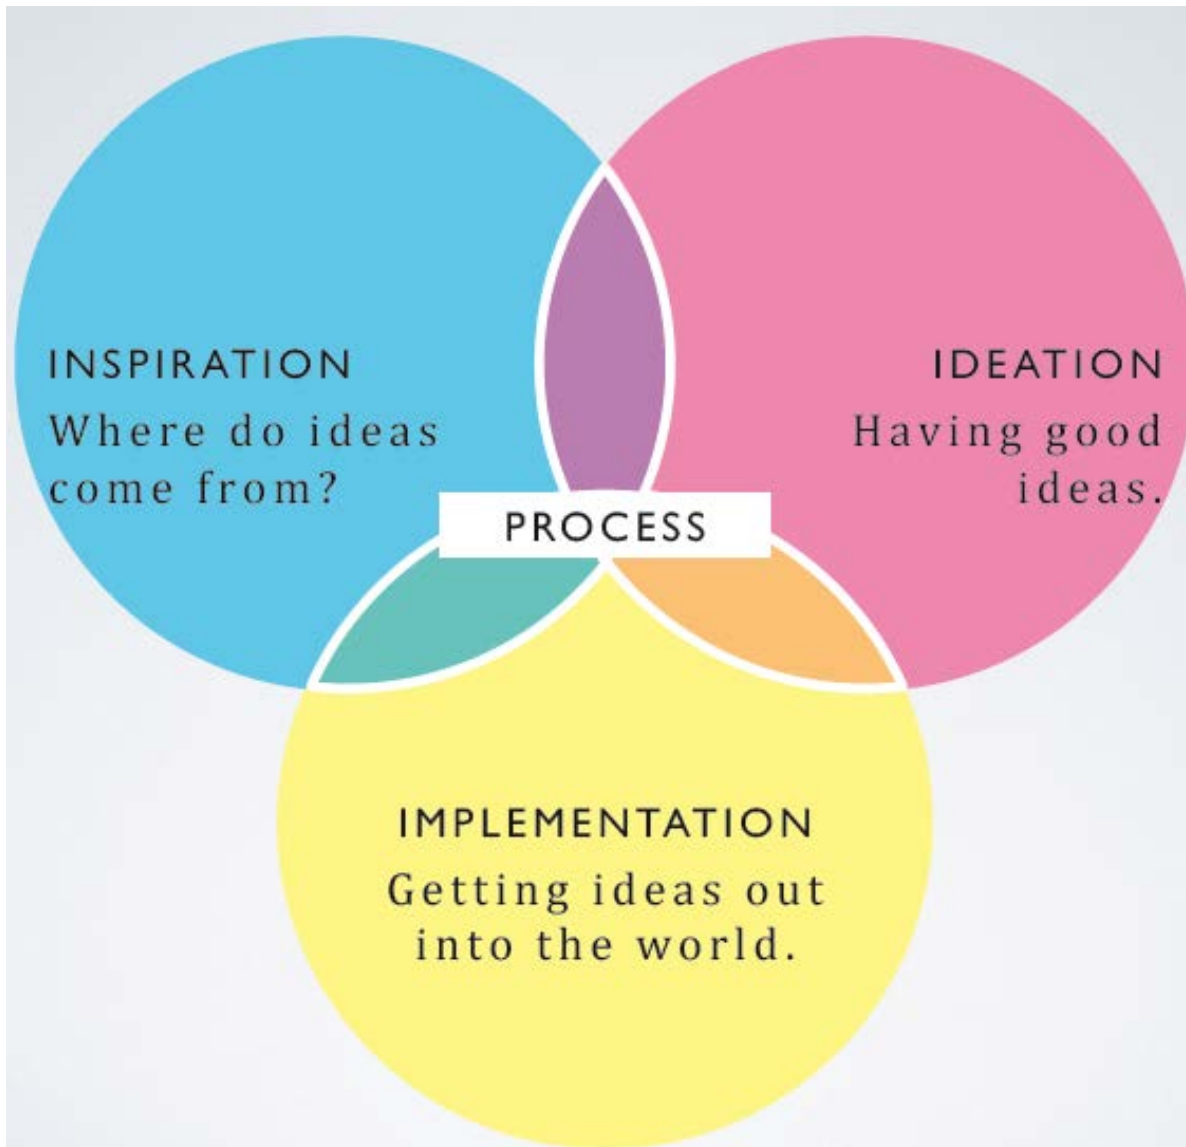 INSPIRATION
Where do ideas
come from?
IDEATION
Having good
ideas.
PROCESS
IMPLEMENTATION
Getting ideas out
into the world.